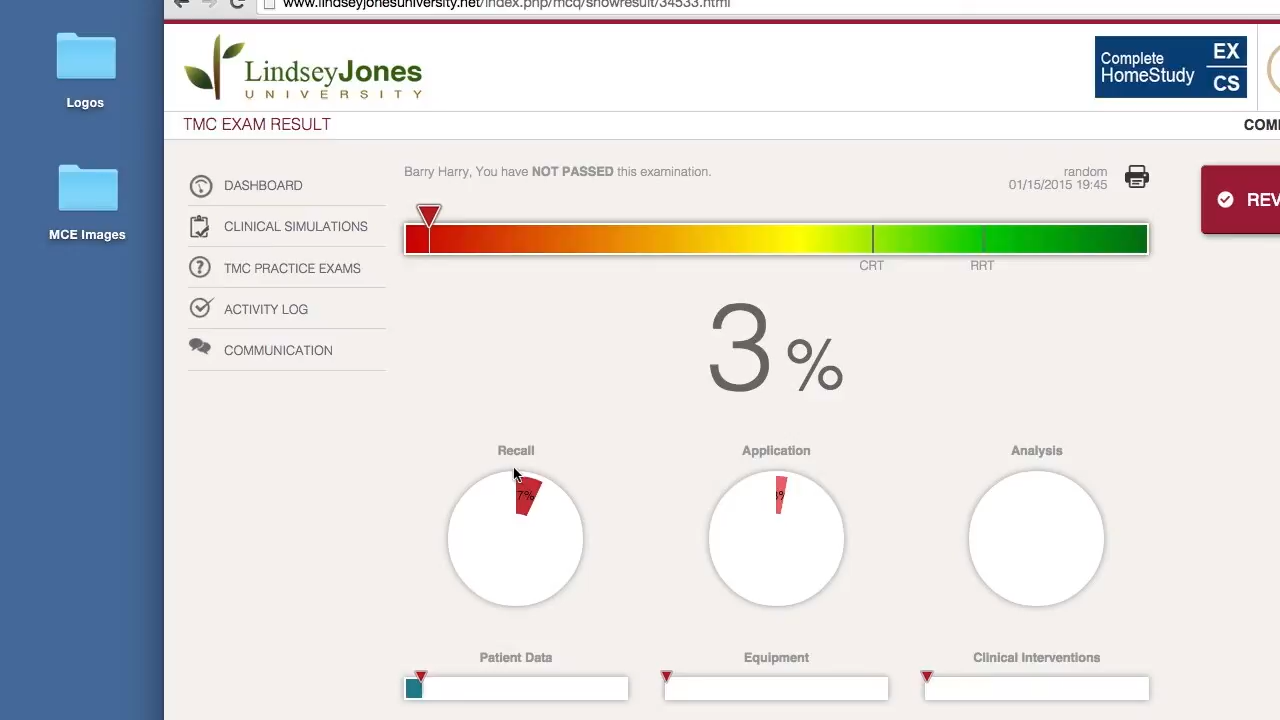 www.lindseyjonesuniversity.net/index.php/mcq/showresult/34533.html
Logos
MCE Images
LindseyJones
UNIVERSITY
Complete
HomeStudy
EX
CS
TMC EXAM RESULT
COM
DASHBOARD
CLINICAL SIMULATIONS
TMC PRACTICE EXAMS
ACTIVITY LOG
COMMUNICATION
Barry Harry, You have NOT PASSED this examination.
random
01/15/2015 19:45
REV
CRT
RRT
3 %
Recall
Application
Analysis
7%
3%
Patient Data
Equipment
Clinical Interventions